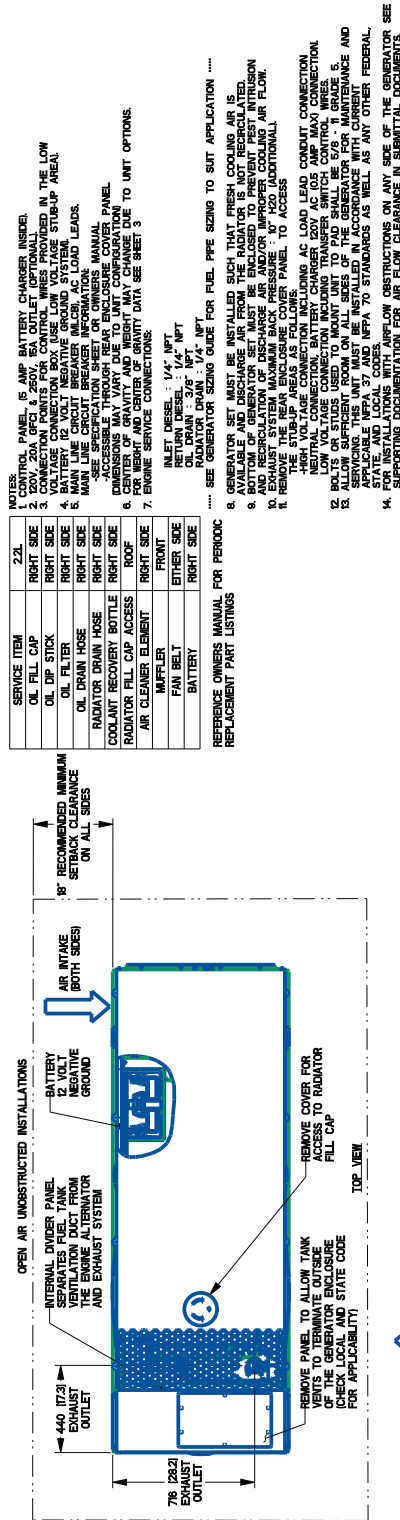 NOTES:
1. CONTROL PANEL, (5 AMP BATTERY CHARGER INSIDE).
2. 120V, 20A GFCI & 250V, 15A OUTLET (OPTIONAL).
3. CONNECTION POINTS FOR CONTROL WIRES PROVIDED IN THE LOW
VOLTAGE CONNECTION BOX (SEE LOW VOLTAGE STUB-UP AREA).
4. BATTERY (12 VOLT NEGATIVE GROUND SYSTEM).
5. MAIN LINE CIRCUIT BREAKER (MLCB) AC LOAD LEADS.
MAIN LINE CIRCUIT BREAKER INFORMATION:
-SEE SPECIFICATION SHEET OR OWNERS MANUAL
-ACCESSIBLE THROUGH REAR ENCLOSURE COVER PANEL
(DIMENSIONS MAY VARY DUE TO UNIT CONFIGURATION)
6. CENTER OF GRAVITY AND WEIGHT MAY CHANGE DUE TO UNIT OPTIONS.
FOR WEIGHT AND CENTER OF GRAVITY DATA SEE SHEET 3
7. ENGINE SERVICE CONNECTIONS:
INLET DIESEL : 1/4" NPT
RETURN DIESEL : 1/4" NPT
OIL DRAIN : 3/8" NPT
RADIATOR DRAIN : 1/4" NPT
..... SEE GENERATOR SIZING GUIDE FOR FUEL PIPE SIZING TO SUIT APPLICATION .....
8. GENERATOR SET MUST BE INSTALLED SUCH THAT FRESH COOLING AIR IS
AVAILABLE AND DISCHARGE AIR FROM THE RADIATOR IS NOT RECIRCULATED.
9. BOTTOM OF GENERATOR SET MUST BE ENCLOSED TO PREVENT PEST INTRUSION
AND RECIRCULATION OF DISCHARGE AIR AND/OR IMPROPER COOLING AIR FLOW.
10. EXHAUST SYSTEM MAXIMUM BACK PRESSURE : 10" H20 (ADDITIONAL).
11. REMOVE REAR ENCLOSURE COVER PANEL TO ACCESS
THE STUB-UP AREAS AS FOLLOWS:
-HIGH VOLTAGE CONNECTION INCLUDING AC LOAD LEAD CONDUIT CONNECTION
NEUTRAL CONNECTION, BATTERY CHARGER 120V AC (0.5 AMP MAX) CONNECTION.
-LOW VOLTAGE CONNECTION INCLUDING TRANSFER SWITCH CONTROL WIRES.
12. BOLTS OR STUDS USED TO MOUNT UNIT TO PAD SHALL BE 5/8 - 11 GRADE 5.
13. ALLOW SUFFICIENT ROOM ON ALL SIDES OF THE GENERATOR FOR MAINTENANCE AND
SERVICING. THIS UNIT MUST BE INSTALLED IN ACCORDANCE WITH CURRENT
APPLICABLE NFPA 37 AND NFPA 70 STANDARDS AS WELL AS ANY OTHER FEDERAL,
STATE, AND LOCAL CODES.
14. FOR INSTALLATIONS WITH AIRFLOW OBSTRUCTIONS ON ANY SIDE OF THE GENERATOR SEE
SUPPORTING DOCUMENTATION FOR AIR FLOW CLEARANCE IN SUBMITTAL DOCUMENTS.
SERVICE ITEM 2.2L
OIL FILL CAP RIGHT SIDE
OIL DIP STICK RIGHT SIDE
OIL FILTER RIGHT SIDE
OIL DRAIN HOSE RIGHT SIDE
RADIATOR DRAIN HOSE RIGHT SIDE
COOLANT RECOVERY BOTTLE RIGHT SIDE
RADIATOR FILL CAP ACCESS ROOF
AIR CLEANER ELEMENT RIGHT SIDE
MUFFLER FRONT
FAN BELT EITHER SIDE
BATTERY RIGHT SIDE
REFERENCE OWNERS MANUAL FOR PERIODIC
REPLACEMENT PART LISTINGS
OPEN AIR UNOBSTRUCTED INSTALLATIONS
18" RECOMMENDED MINIMUM
SETBACK CLEARANCE
ON ALL SIDES
AIR INTAKE
(BOTH SIDES)
BATTERY
12 VOLT
NEGATIVE
GROUND
INTERNAL DIVIDER PANEL
SEPARATES FUEL TANK
VENTILATION DUCT FROM
THE ENGINE ALTERNATOR
AND EXHAUST SYSTEM
440 [17.3]
EXHAUST
OUTLET
716 [28.2]
EXHAUST
OUTLET
REMOVE PANEL TO ALLOW TANK
VENTS TO TERMINATE OUTSIDE
OF THE GENERATOR ENCLOSURE
(CHECK LOCAL AND STATE CODE
FOR APPLICABILITY)
REMOVE COVER FOR
ACCESS TO RADIATOR
FILL CAP
TOP VIEW